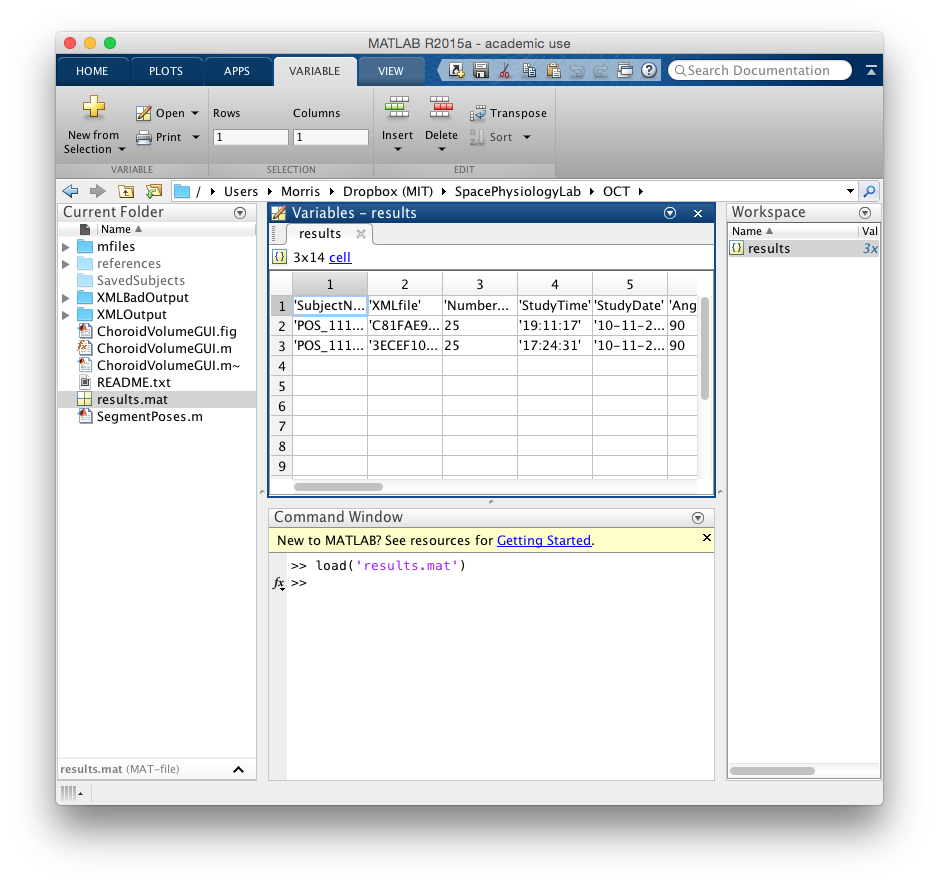 MATLAB R2015a - academic use
HOME PLOTS APPS VARIABLE VIEW Search Documentation
New from Selection Open Print
Rows Columns
1 1
Insert Delete Transpose Sort
VARIABLE SELECTION EDIT
/ Users Morris Dropbox (MIT) SpacePhysiologyLab OCT
Current Folder
Name
mfiles
references
SavedSubjects
XMLBadOutput
XMLOutput
ChoroidVolumeGUI.fig
ChoroidVolumeGUI.m
ChoroidVolumeGUI.m~
README.txt
results.mat
SegmentPoses.m
results.mat (MAT-file)
Variables - results
results
{} 3x14 cell
1 2 3 4 5
1 'SubjectN... 'XMLfile' 'Number... 'StudyTime' 'StudyDate' 'Ang
2 'POS_111... 'C81FAE9... 25 '19:11:17' '10-11-2... 90
3 'POS_111... '3ECEF10... 25 '17:24:31' '10-11-2... 90
4
5
6
7
8
9
Command Window
New to MATLAB? See resources for Getting Started.
>> load('results.mat')
fx >>
Workspace
Name Val
{} results 3x